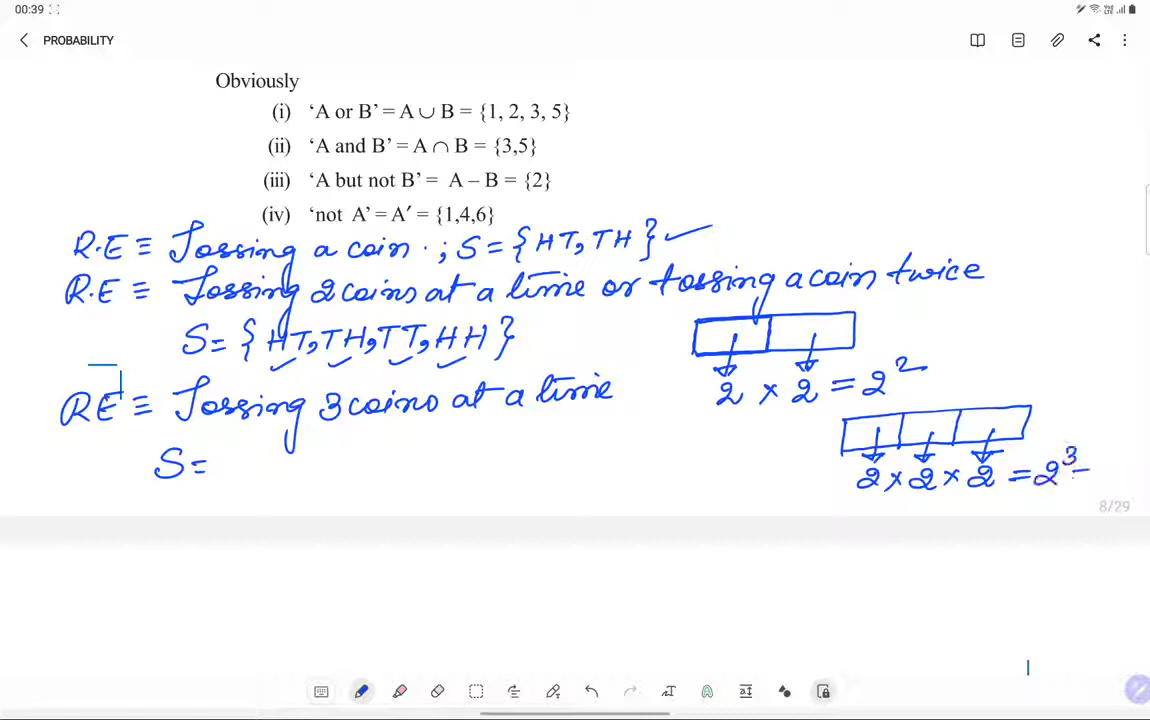 00:39
PROBABILITY
Obviously
(i) ‘A or B’ = A ∪ B = {1, 2, 3, 5}
(ii) ‘A and B’ = A ∩ B = {3,5}
(iii) ‘A but not B’ = A – B = {2}
(iv) ‘not A’ = A′ = {1,4,6}
R.E ≡ Tossing a coin. ; S = {HT, TH}
R.E ≡ Tossing 2 coins at a time or tossing a coin twice
S = {HT, TH, TT, HH}
2 × 2 = 2²
RE ≡ Tossing 3 coins at a time
S =
2 × 2 × 2 = 2³
8/29